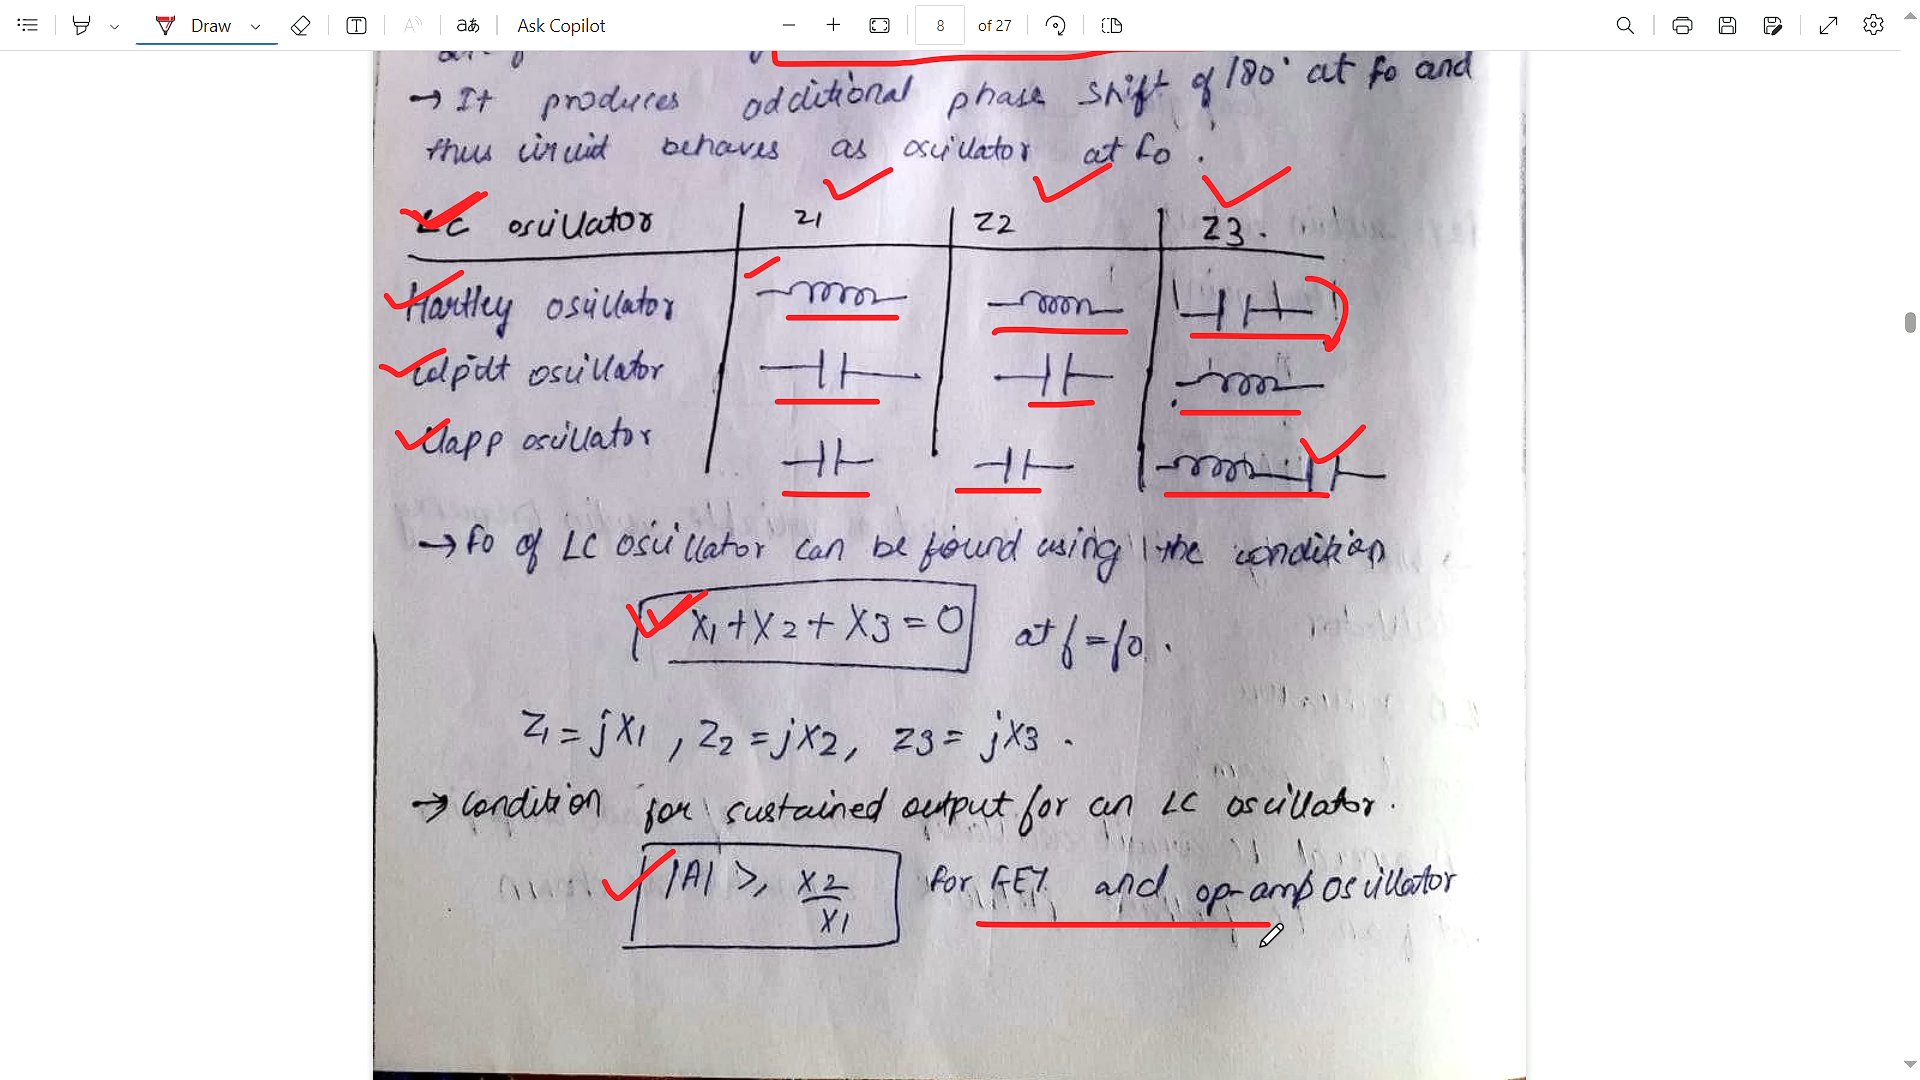 Draw
Ask Copilot
8 of 27
→ It produces additional phase shift of 180° at fo and
thus circuit behaves as oscillator at fo.
LC oscillator Z1 Z2 Z3.
Hartley oscillator
Colpitt oscillator
Clapp oscillator
→ fo of LC oscillator can be found using the condition
X1+X2+X3=0 at f=fo.
Z1=jX1, Z2=jX2, Z3=jX3.
→ Condition for sustained output for an LC oscillator.
|A| ≥ X2/X1 for FET and op-amp oscillator